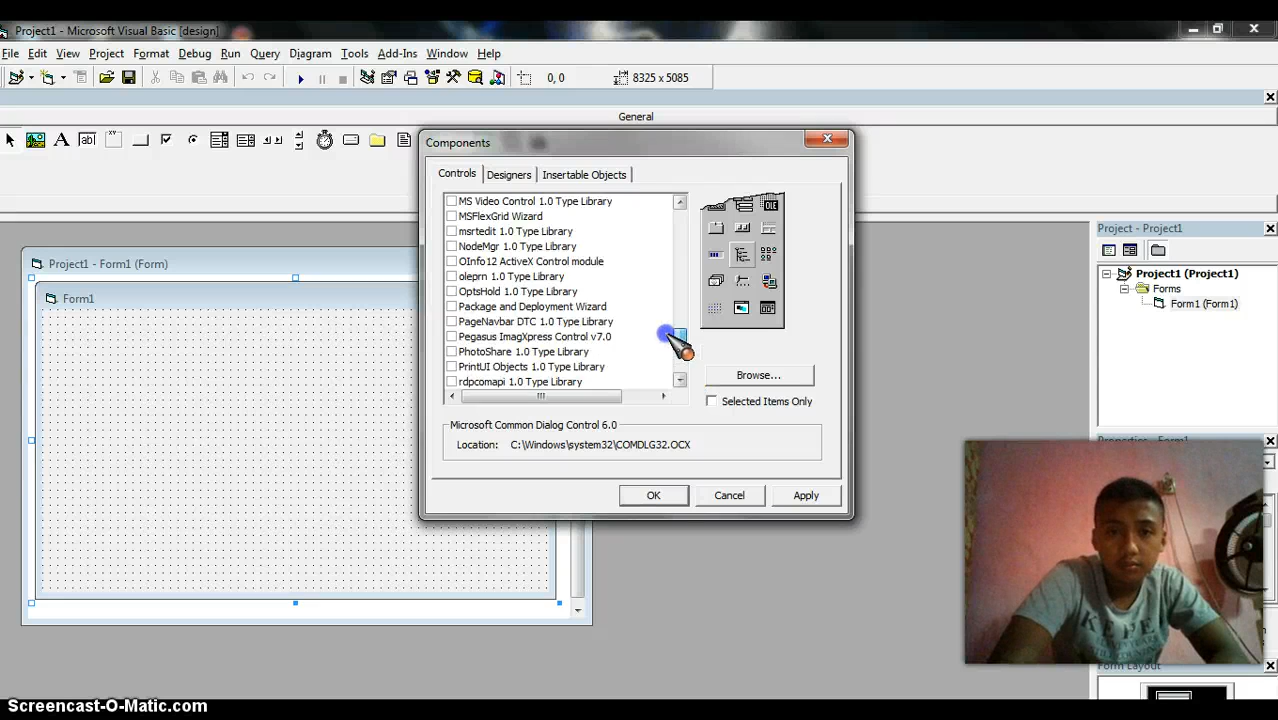 Project1 - Microsoft Visual Basic [design]
File Edit View Project Format Debug Run Query Diagram Tools Add-Ins Window Help
0, 0 8325 x 5085
General
Components
Controls Designers Insertable Objects
MS Video Control 1.0 Type Library
MSFlexGrid Wizard
msrtedit 1.0 Type Library
NodeMgr 1.0 Type Library
OInfo12 ActiveX Control module
oleprn 1.0 Type Library
OptsHold 1.0 Type Library
Package and Deployment Wizard
PageNavbar DTC 1.0 Type Library
Pegasus ImagXpress Control v7.0
PhotoShare 1.0 Type Library
PrintUI Objects 1.0 Type Library
rdpcomapi 1.0 Type Library
OLE
Browse...
Selected Items Only
Microsoft Common Dialog Control 6.0
Location: C:\Windows\system32\COMDLG32.OCX
OK Cancel Apply
Project1 - Form1 (Form)
Form1
Project - Project1
Project1 (Project1)
Forms
Form1 (Form1)
Properties - Form1
KEPE
Form Layout
Screencast-O-Matic.com